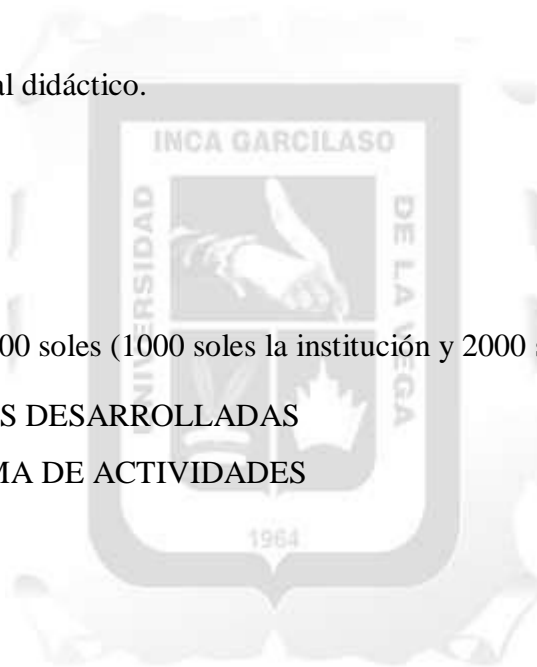 al didáctico.
INCA GARCILASO
UNIVERSIDAD
DE LA VEGA
00 soles (1000 soles la institución y 2000 s
S DESARROLLADAS
MA DE ACTIVIDADES
1964